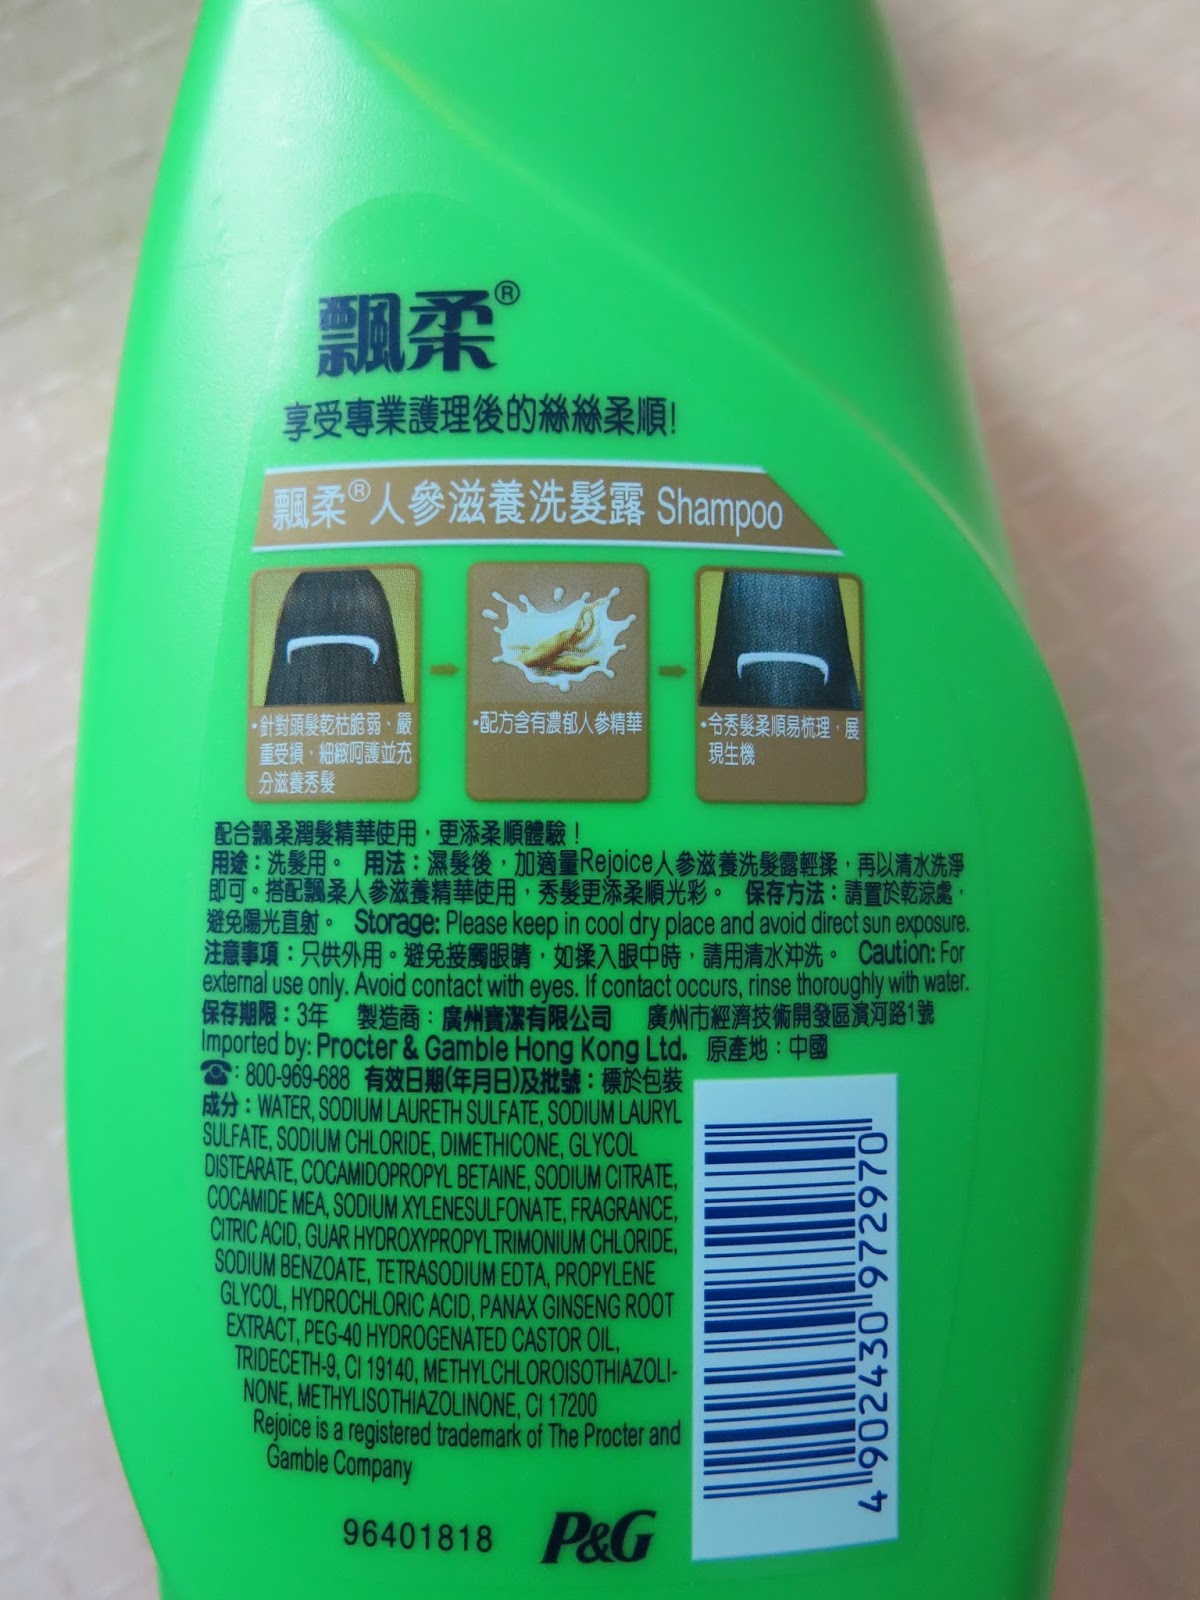 飄柔®
享受專業護理後的絲絲柔順!
飄柔®人參滋養洗髮露 Shampoo
•針對頭髮乾枯脆弱、嚴
重受損，細緻呵護並充
分滋養秀髮
•配方含有濃郁人參精華
•令秀髮柔順易梳理，展
現生機
配合飄柔潤髮精華使用，更添柔順體驗！
用途：洗髮用。 用法：濕髮後，加適量Rejoice人參滋養洗髮露輕揉，再以清水洗淨
即可。搭配飄柔人參滋養精華使用，秀髮更添柔順光彩。 保存方法：請置於乾涼處，
避免陽光直射。 Storage: Please keep in cool dry place and avoid direct sun exposure.
注意事項：只供外用。避免接觸眼睛，如揉入眼中時，請用清水沖洗。 Caution: For
external use only. Avoid contact with eyes. If contact occurs, rinse thoroughly with water.
保存期限：3年 製造商：廣州寶潔有限公司 廣州市經濟技術開發區濱河路1號
Imported by: Procter & Gamble Hong Kong Ltd. 原產地：中國
☎: 800-969-688 有效日期(年月日)及批號：標於包裝
成分：WATER, SODIUM LAURETH SULFATE, SODIUM LAURYL
SULFATE, SODIUM CHLORIDE, DIMETHICONE, GLYCOL
DISTEARATE, COCAMIDOPROPYL BETAINE, SODIUM CITRATE,
COCAMIDE MEA, SODIUM XYLENESULFONATE, FRAGRANCE,
CITRIC ACID, GUAR HYDROXYPROPYLTRIMONIUM CHLORIDE,
SODIUM BENZOATE, TETRASODIUM EDTA, PROPYLENE
GLYCOL, HYDROCHLORIC ACID, PANAX GINSENG ROOT
EXTRACT, PEG-40 HYDROGENATED CASTOR OIL,
TRIDECETH-9, CI 19140, METHYLCHLOROISOTHIAZOLI-
NONE, METHYLISOTHIAZOLINONE, CI 17200
Rejoice is a registered trademark of The Procter and
Gamble Company
4 902430 972970
96401818
P&G